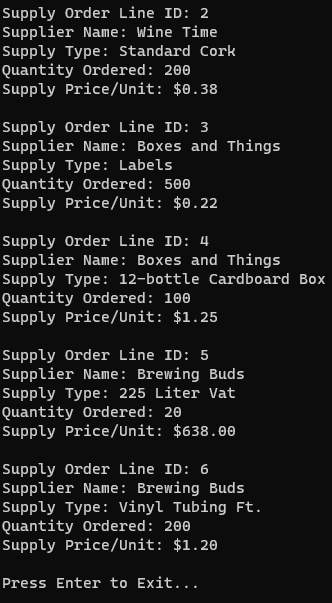 Supply Order Line ID: 2
Supplier Name: Wine Time
Supply Type: Standard Cork
Quantity Ordered: 200
Supply Price/Unit: $0.38
Supply Order Line ID: 3
Supplier Name: Boxes and Things
Supply Type: Labels
Quantity Ordered: 500
Supply Price/Unit: $0.22
Supply Order Line ID: 4
Supplier Name: Boxes and Things
Supply Type: 12-bottle Cardboard Box
Quantity Ordered: 100
Supply Price/Unit: $1.25
Supply Order Line ID: 5
Supplier Name: Brewing Buds
Supply Type: 225 Liter Vat
Quantity Ordered: 20
Supply Price/Unit: $638.00
Supply Order Line ID: 6
Supplier Name: Brewing Buds
Supply Type: Vinyl Tubing Ft.
Quantity Ordered: 200
Supply Price/Unit: $1.20
Press Enter to Exit...